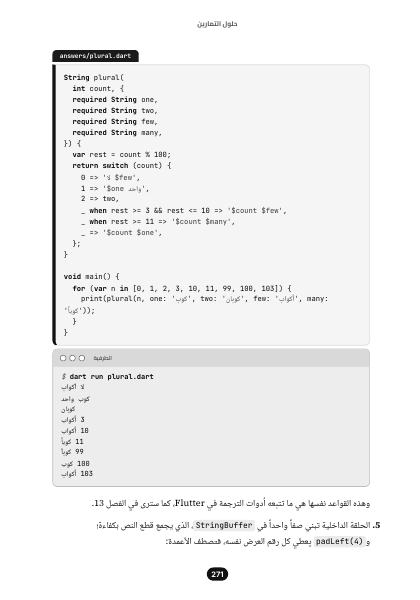 حلول التمارين
answers/plural.dart
String plural(
int count, {
required String one,
required String two,
required String few,
required String many,
}) {
var rest = count % 100;
return switch (count) {
0 => 'لا $few',
1 => '$one واحد',
2 => two,
_ when rest >= 3 && rest <= 10 => '$count $few',
_ when rest >= 11 => '$count $many',
_ => '$count $one',
};
}
void main() {
for (var n in [0, 1, 2, 3, 10, 11, 99, 100, 103]) {
print(plural(n, one: 'كوب', two: 'كوبان', few: 'أكواب', many:
'كوباً'));
}
}
الطرفية
$ dart run plural.dart
لا أكواب
كوب واحد
كوبان
3 أكواب
10 أكواب
11 كوباً
99 كوباً
100 كوب
103 أكواب
وهذه القواعد نفسها هي ما تتبعه أدوات الترجمة في Flutter، كما سترى في الفصل 13.
5. الحلقة الداخلية تبني صفاً واحداً في StringBuffer، الذي يجمع قطع النص بكفاءة؛
و padLeft(4) يعطي كل رقم العرض نفسه، فتصطف الأعمدة:
271